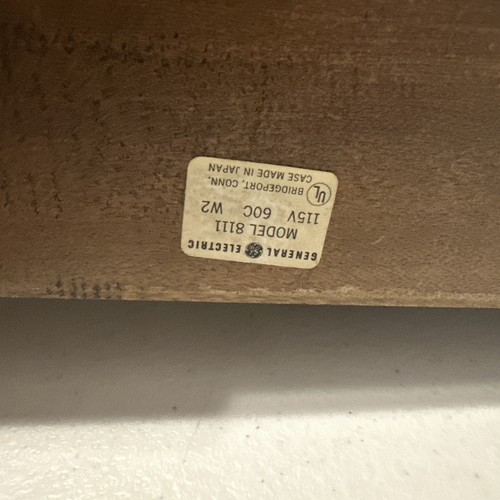 GENERAL ELECTRIC
MODEL 8111
115V 60C W2
UL BRIDGEPORT, CONN.
CASE MADE IN JAPAN